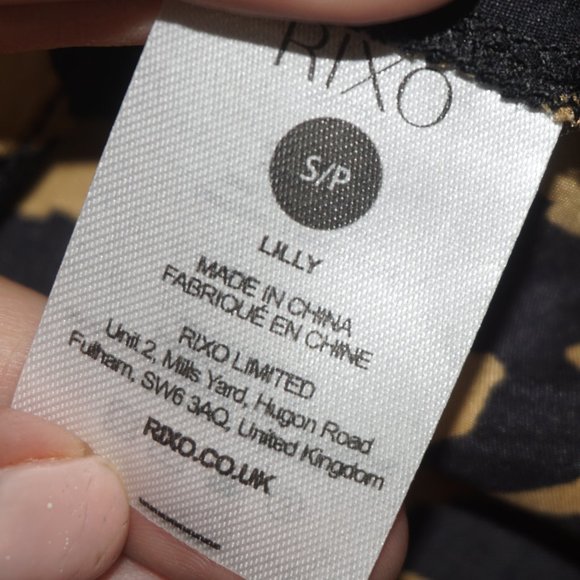 RIXO
S/P
LILLY
MADE IN CHINA
FABRIQUÉ EN CHINE
RIXO LIMITED
Unit 2, Mills Yard, Hugon Road
Fulham, SW6 3AQ, United Kingdom
RIXO.CO.UK